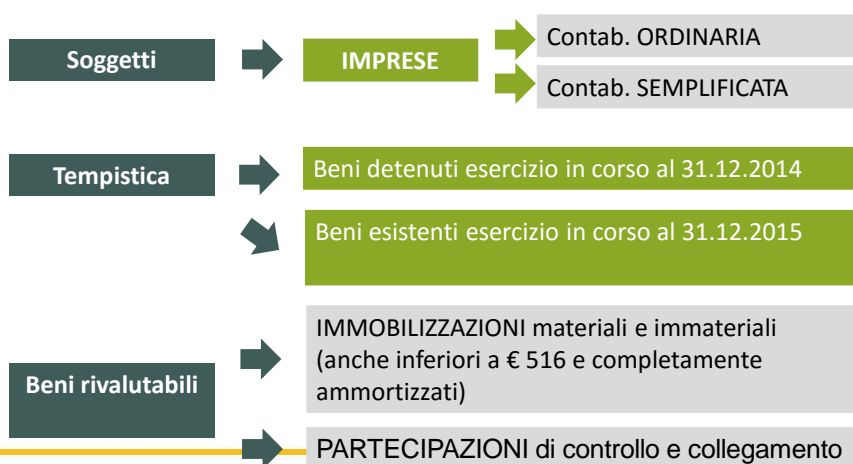 Soggetti
IMPRESE
Contab. ORDINARIA
Contab. SEMPLIFICATA
Tempistica
Beni detenuti esercizio in corso al 31.12.2014
Beni esistenti esercizio in corso al 31.12.2015
Beni rivalutabili
IMMOBILIZZAZIONI materiali e immateriali
(anche inferiori a € 516 e completamente
ammortizzati)
PARTECIPAZIONI di controllo e collegamento